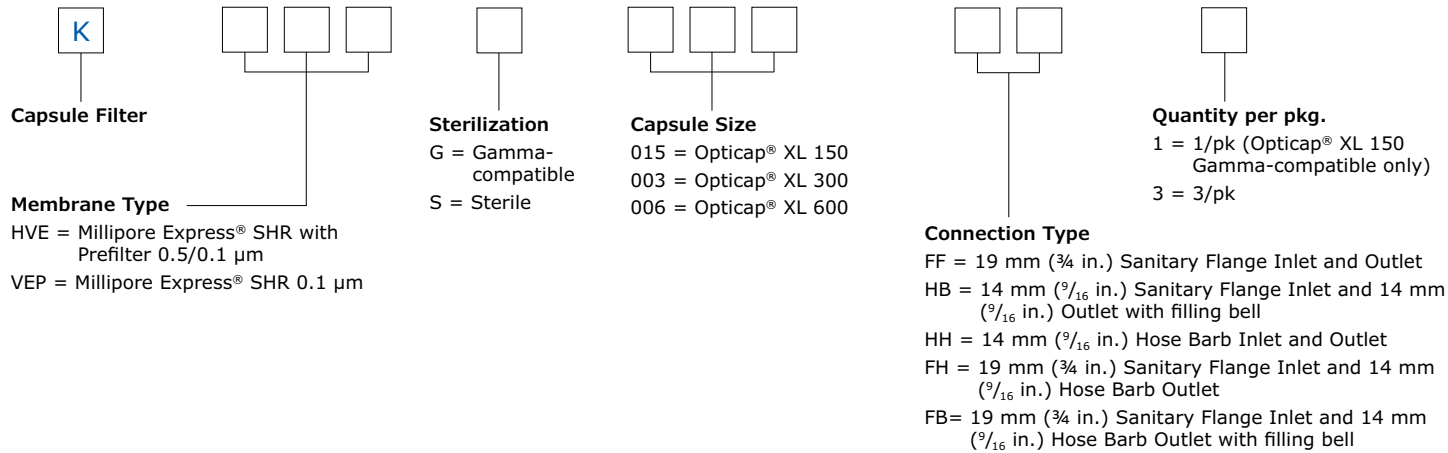 K
Capsule Filter
Membrane Type
HVE = Millipore Express® SHR with
Prefilter 0.5/0.1 µm
VEP = Millipore Express® SHR 0.1 µm
Sterilization
G = Gamma-
compatible
S = Sterile
Capsule Size
015 = Opticap® XL 150
003 = Opticap® XL 300
006 = Opticap® XL 600
Connection Type
FF = 19 mm (¾ in.) Sanitary Flange Inlet and Outlet
HB = 14 mm (9/16 in.) Sanitary Flange Inlet and 14 mm
(9/16 in.) Outlet with filling bell
HH = 14 mm (9/16 in.) Hose Barb Inlet and Outlet
FH = 19 mm (¾ in.) Sanitary Flange Inlet and 14 mm
(9/16 in.) Hose Barb Outlet
FB= 19 mm (¾ in.) Sanitary Flange Inlet and 14 mm
(9/16 in.) Hose Barb Outlet with filling bell
Quantity per pkg.
1 = 1/pk (Opticap® XL 150
Gamma-compatible only)
3 = 3/pk